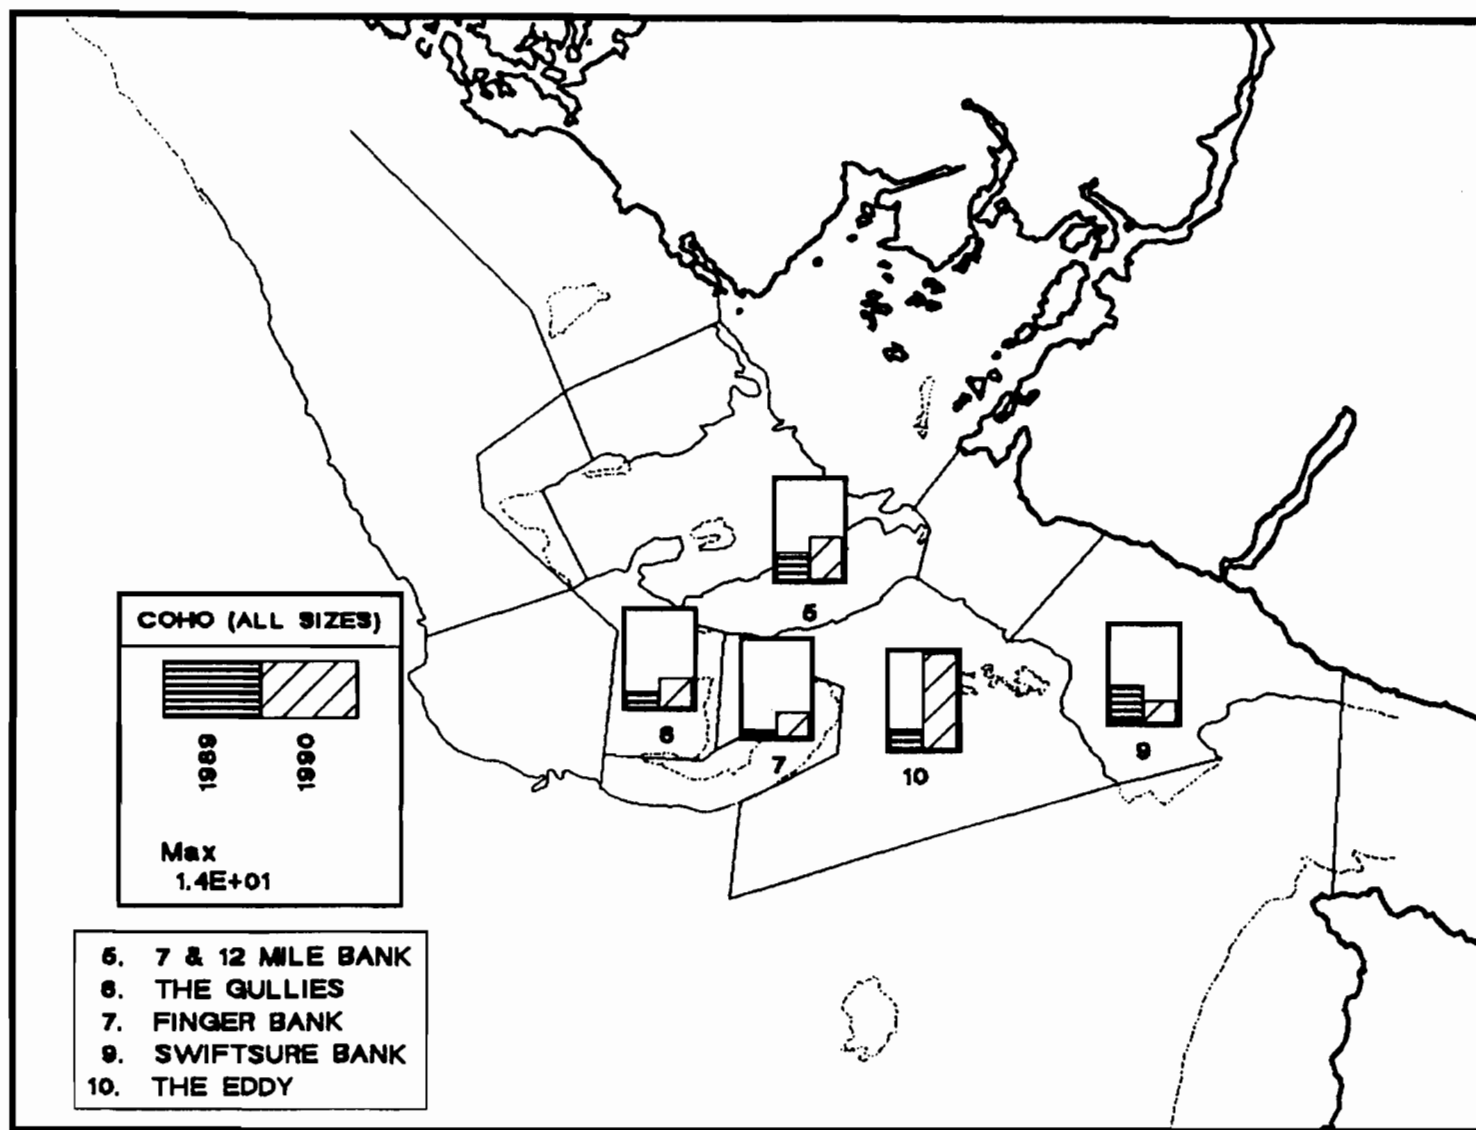 COHO (ALL SIZES)
1989
1990
Max
1.4E+01
5
6
7
10
9
5. 7 & 12 MILE BANK
6. THE GULLIES
7. FINGER BANK
9. SWIFTSURE BANK
10. THE EDDY